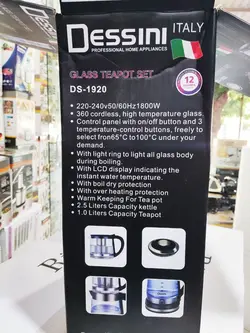 DESSINI ITALY
PROFESSIONAL HOME APPLIANCES
GLASS TEAPOT SET
12
DS-1920
• 220-240v50/60Hz1800W
• 360 cordless, high temperature glass
• Control panel with on/off button and 3
temperature-control buttons, freely to
select from65°C to100°C under your
demand.
• With light ring to light all glass body
during boiling.
• With LCD display indicating the
instant water temperature.
• With boil dry protection
• With over heating protection
• Warm Keeping For Tea pot
• 2.5 Liters Capacity kettle
• 1.0 Liters Capacity Teapot